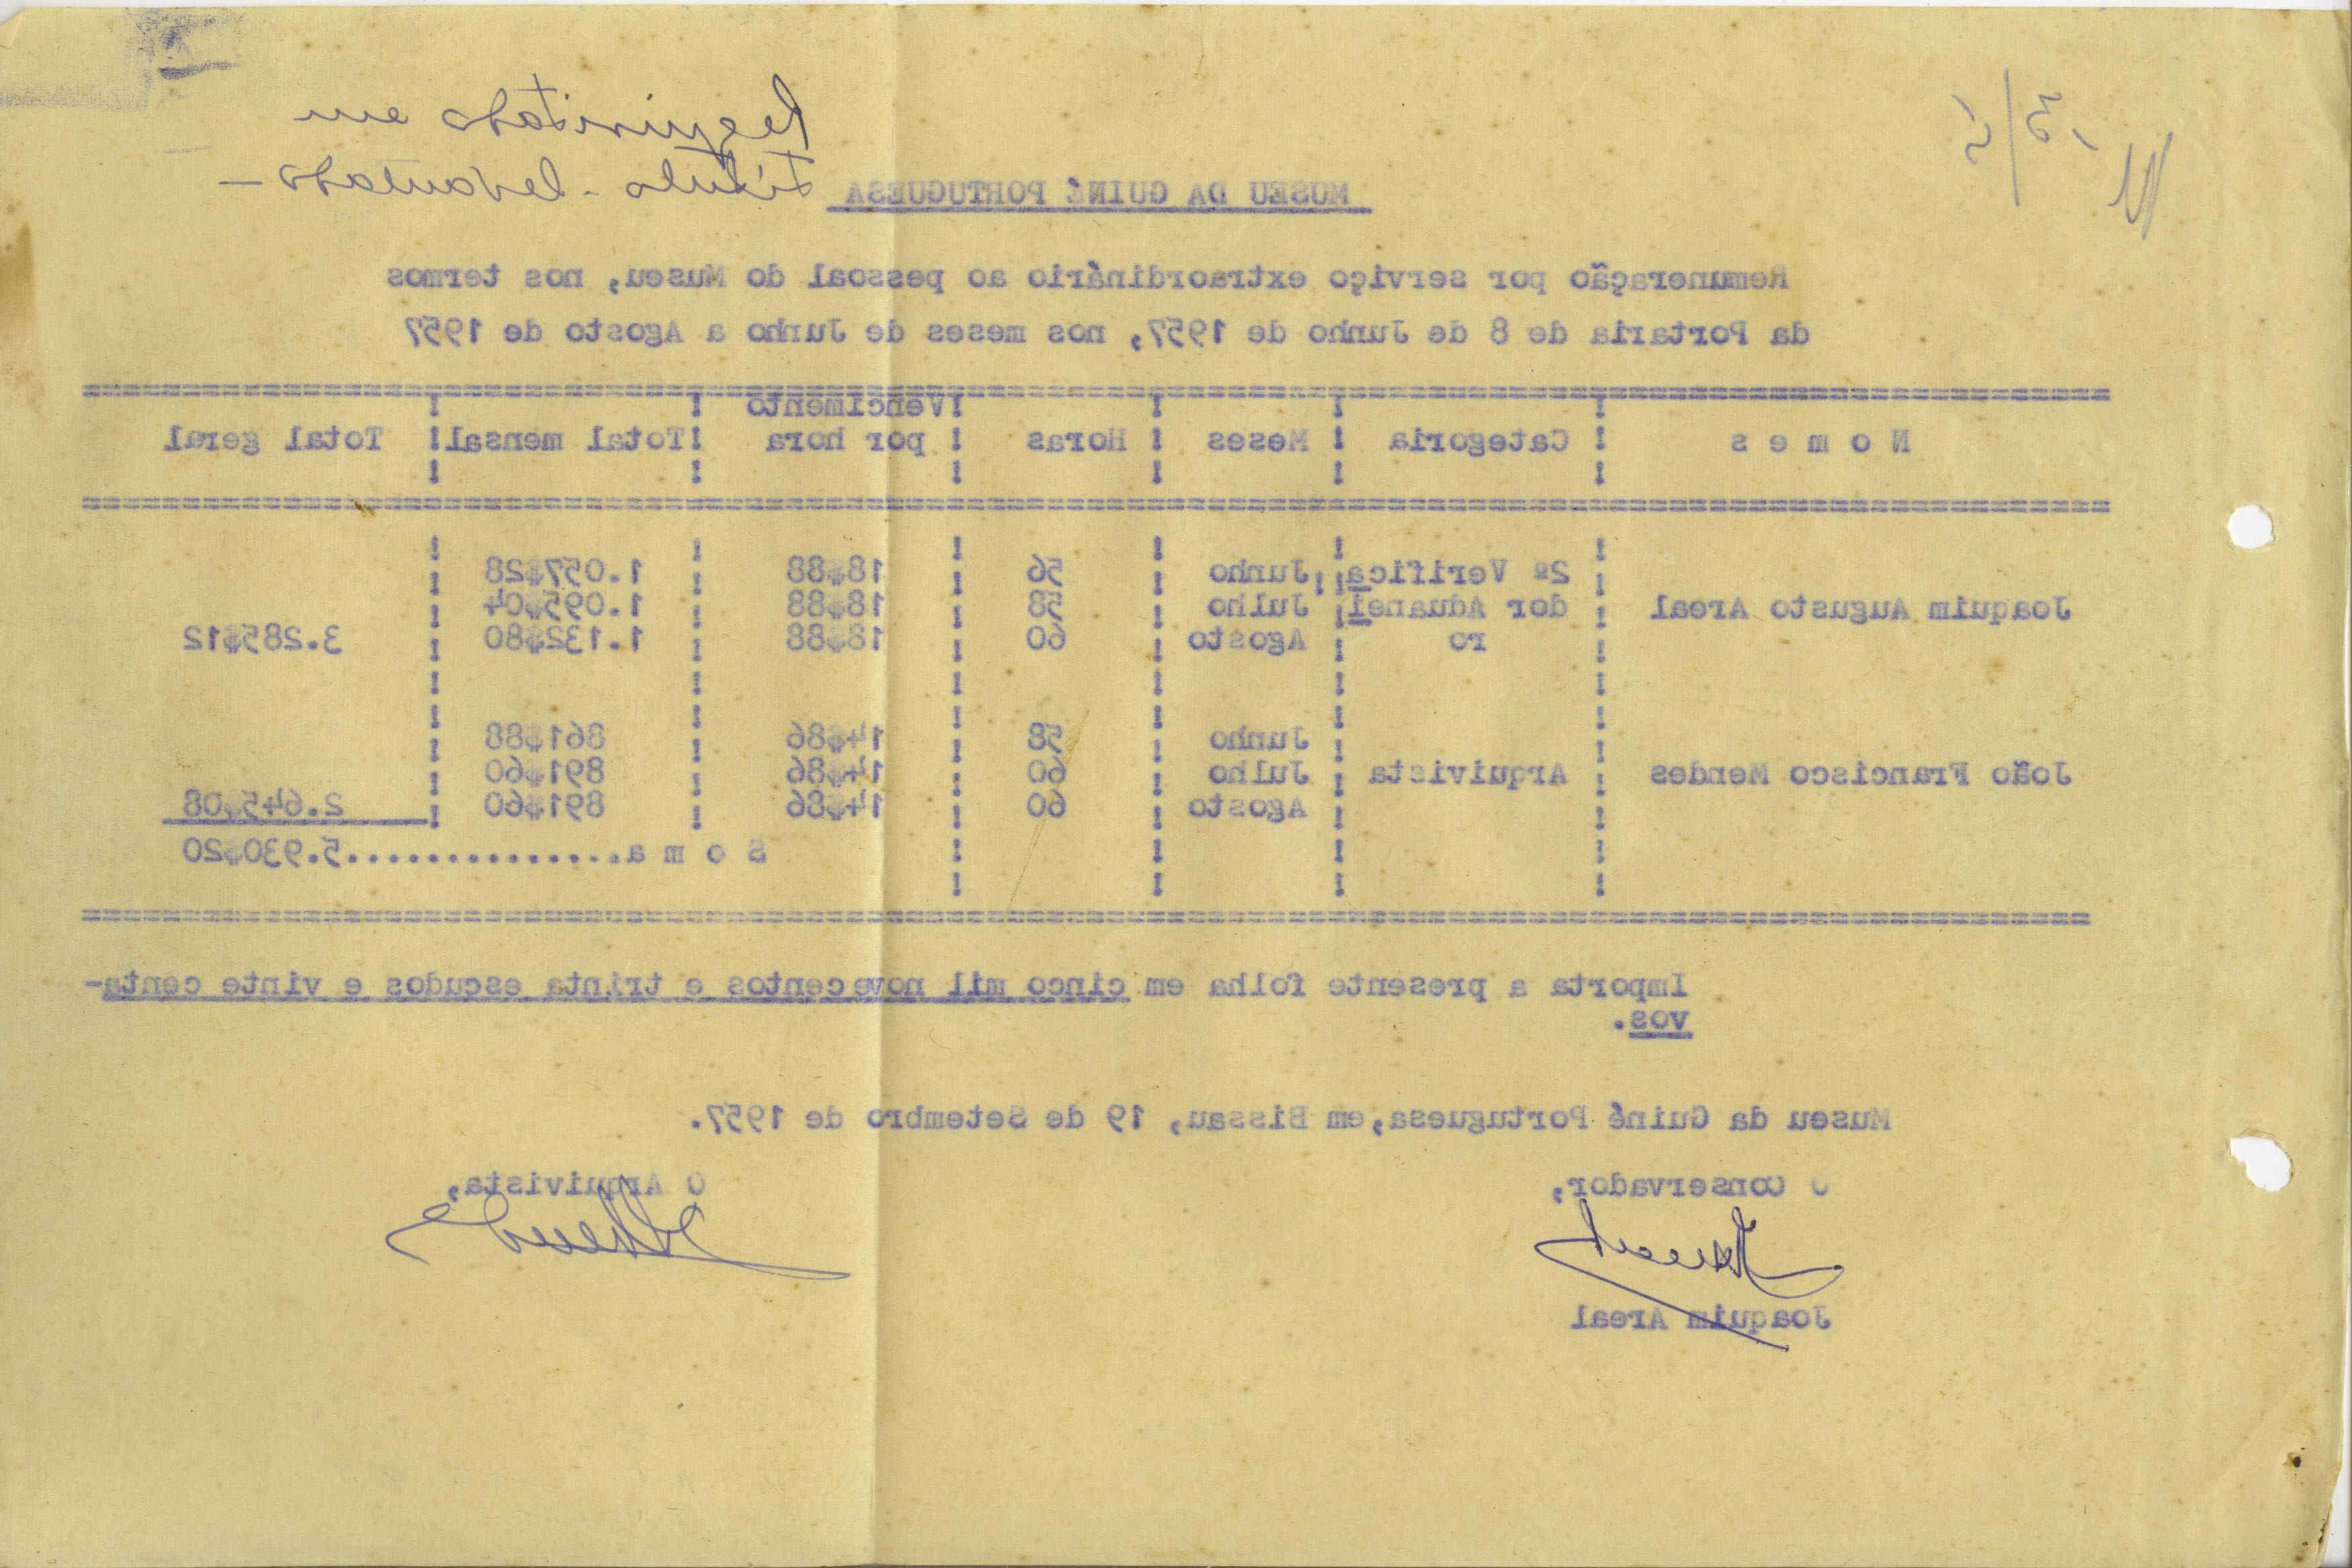 Requisitado em
título - levantado -
MUSEU DA GUINÉ PORTUGUESA
Remuneração por serviço extraordinário ao pessoal do Museu, nos termos
da Portaria de 8 de Junho de 1957, nos meses de Junho a Agosto de 1957
N o m e s ! Categoria ! Meses ! Horas ! Vencimento por hora ! Total mensal ! Total geral
2º Verifica Junho 56 18$88 1.057$28
Joaquim Augusto Areal dor Aduanei Julho 58 18$88 1.095$04
ro Agosto 60 18$88 1.132$80 3.285$12
Junho 58 14$86 861$88
João Francisco Mendes Arquivista Julho 60 14$86 891$60
Agosto 60 14$86 891$60 2.645$08
S o m a................5.930$20
Importa a presente folha em cinco mil novecentos e trinta escudos e vinte centa-
vos.
Museu da Guiné Portuguesa, em Bissau, 19 de Setembro de 1957.
O Conservador, O Arquivista,
Joaquim Areal